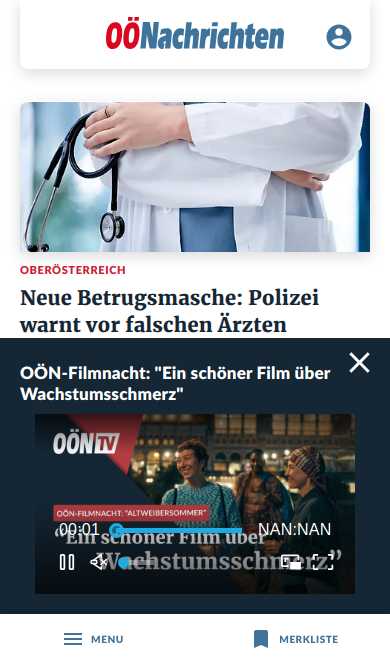 OÖNachrichten
OBERÖSTERREICH
Neue Betrugsmasche: Polizei
warnt vor falschen Ärzten
OÖN-Filmnacht: "Ein schöner Film über
Wachstumsschmerz"
OÖN TV
OÖN-FILMNACHT: "ALTWEIBERSOMMER"
00:01 NAN:NAN
“Ein schöner Film über
Wachstumsschmerz”
MENU MERKLISTE